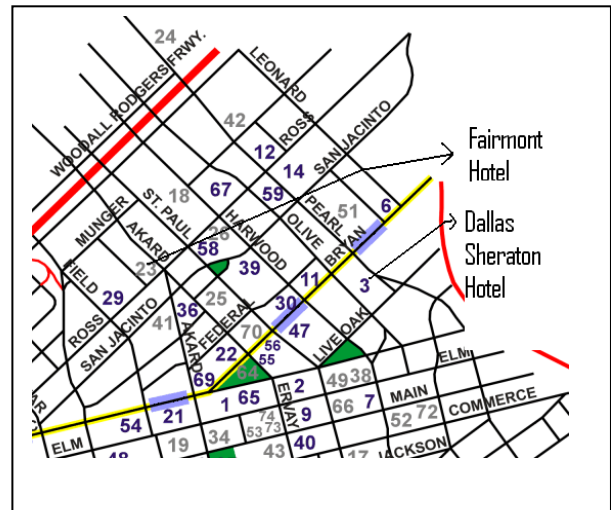 24
WOODALL RODGERS FRWY.
LEONARD
42
ROSS
SAN JACINTO
12
14
Fairmont
Hotel
MUNGER
ST. PAUL
18
67
59
PEARL
51
6
AKARD
58
HARWOOD
OLIVE
BRYAN
Dallas
Sheraton
Hotel
FIELD
23
39
11
3
29
ROSS
SAN JACINTO
41
36
25
FEDERAL
30
47
LIVE OAK
AKARD
22
70
56
55
69
64
ERVAY
2
49
38
ELM
MAIN
COMMERCE
54
21
1
65
9
66
7
52
72
ELM
19
34
74
53
73
43
40
17
JACKSON
48